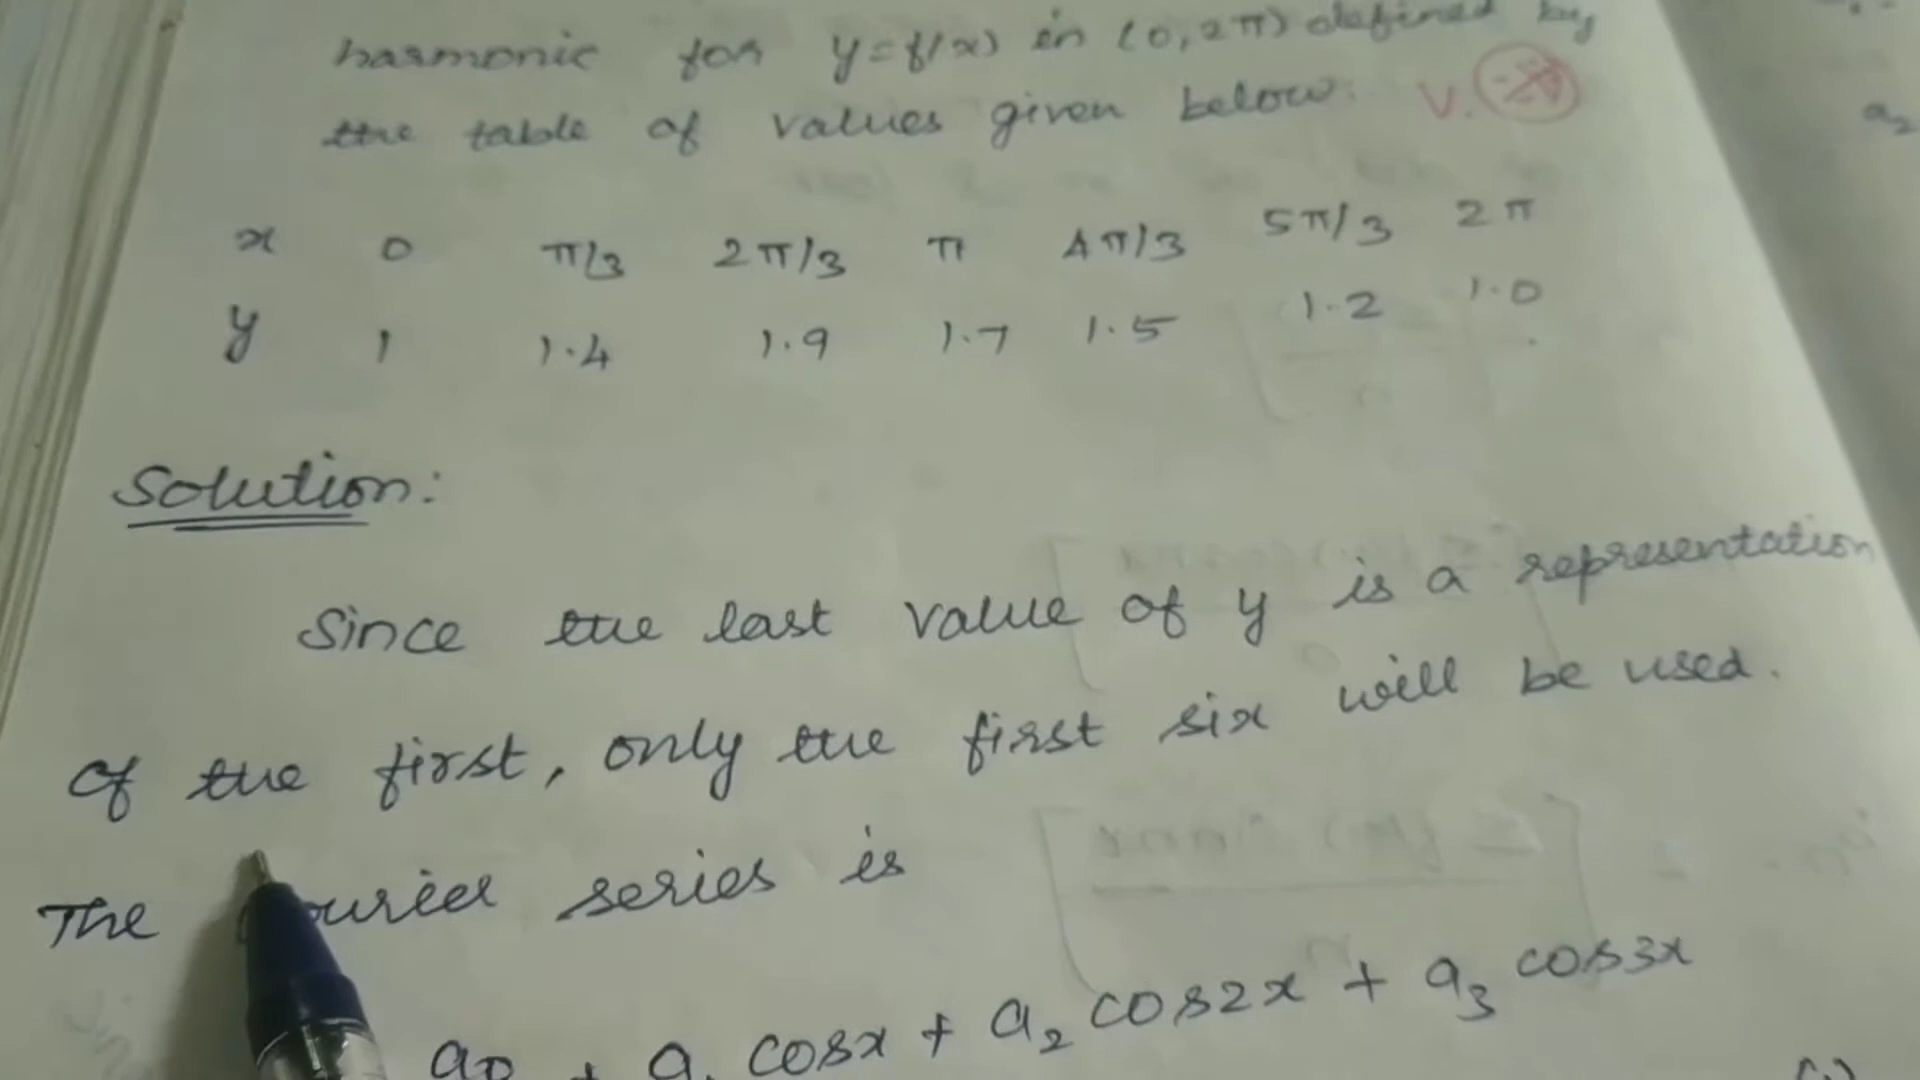 harmonic for y=f(x) in (0,2π) defined by
the table of values given below.
x 0 π/3 2π/3 π 4π/3 5π/3 2π
y 1 1.4 1.9 1.7 1.5 1.2 1.0
Solution:
Since the last value of y is a representation
of the first, only the first six will be used.
The series is
a0 + a1 cosx + a2 cos2x + a3 cos3x